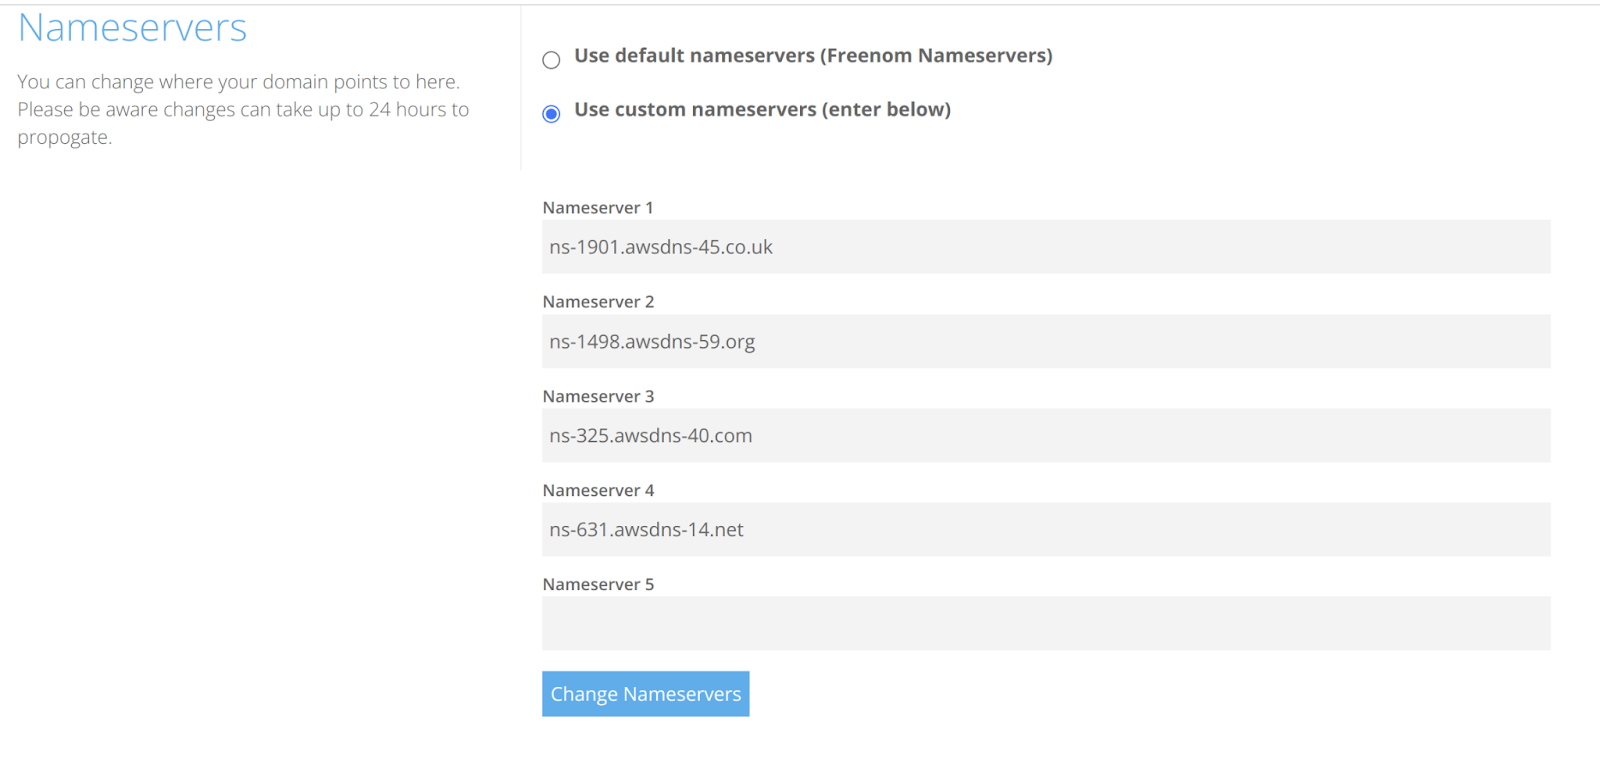 Nameservers
You can change where your domain points to here.
Please be aware changes can take up to 24 hours to
propogate.
Use default nameservers (Freenom Nameservers)
Use custom nameservers (enter below)
Nameserver 1
ns-1901.awsdns-45.co.uk
Nameserver 2
ns-1498.awsdns-59.org
Nameserver 3
ns-325.awsdns-40.com
Nameserver 4
ns-631.awsdns-14.net
Nameserver 5
Change Nameservers